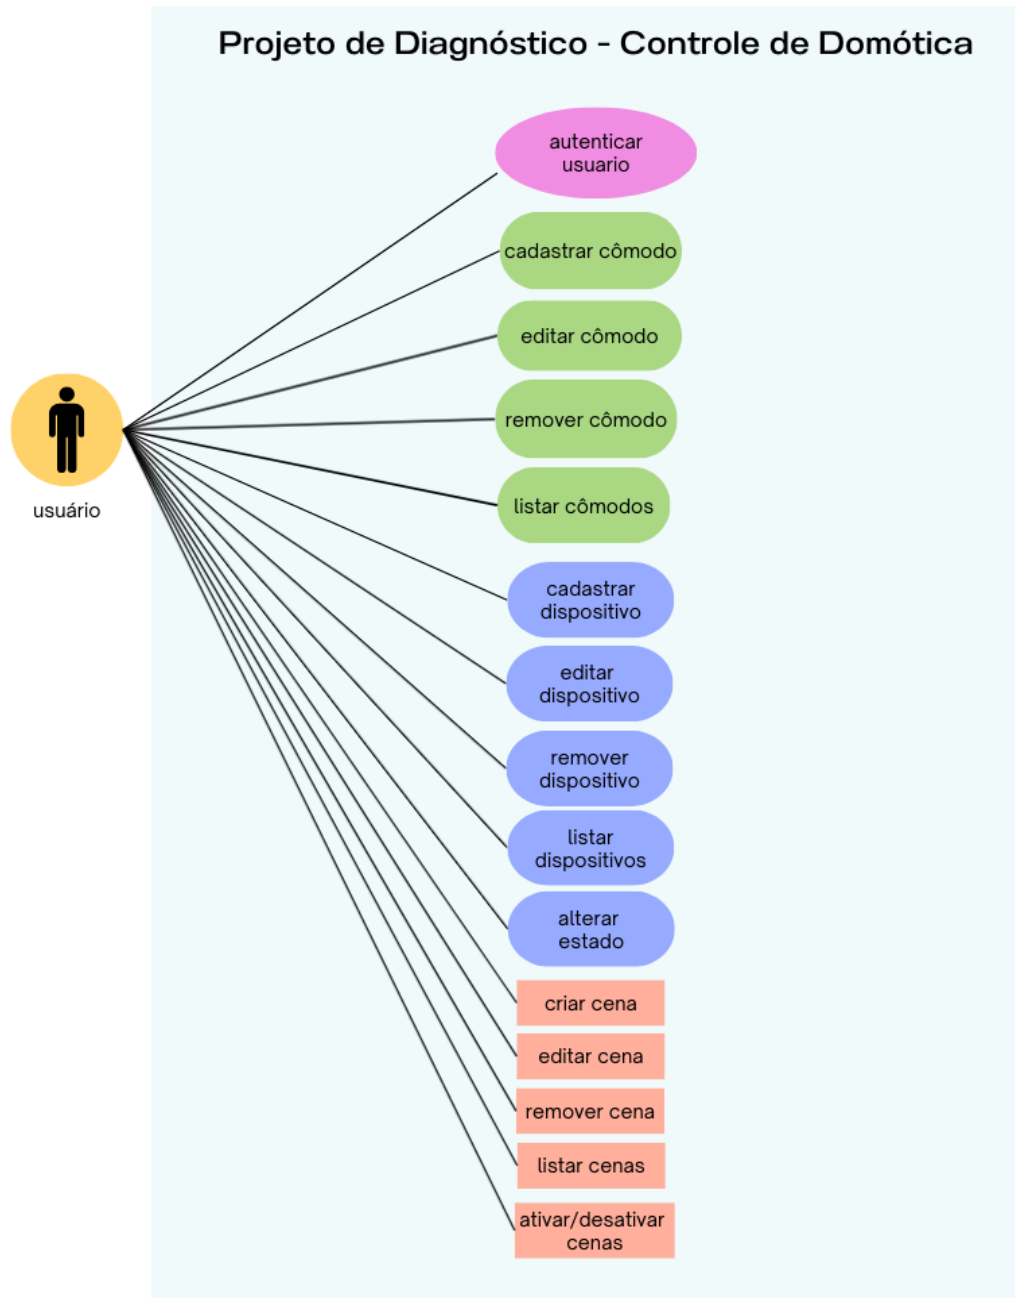 Projeto de Diagnóstico - Controle de Domótica
autenticar
usuario
cadastrar cômodo
editar cômodo
remover cômodo
listar cômodos
usuário
cadastrar
dispositivo
editar
dispositivo
remover
dispositivo
listar
dispositivos
alterar
estado
criar cena
editar cena
remover cena
listar cenas
ativar/desativar
cenas